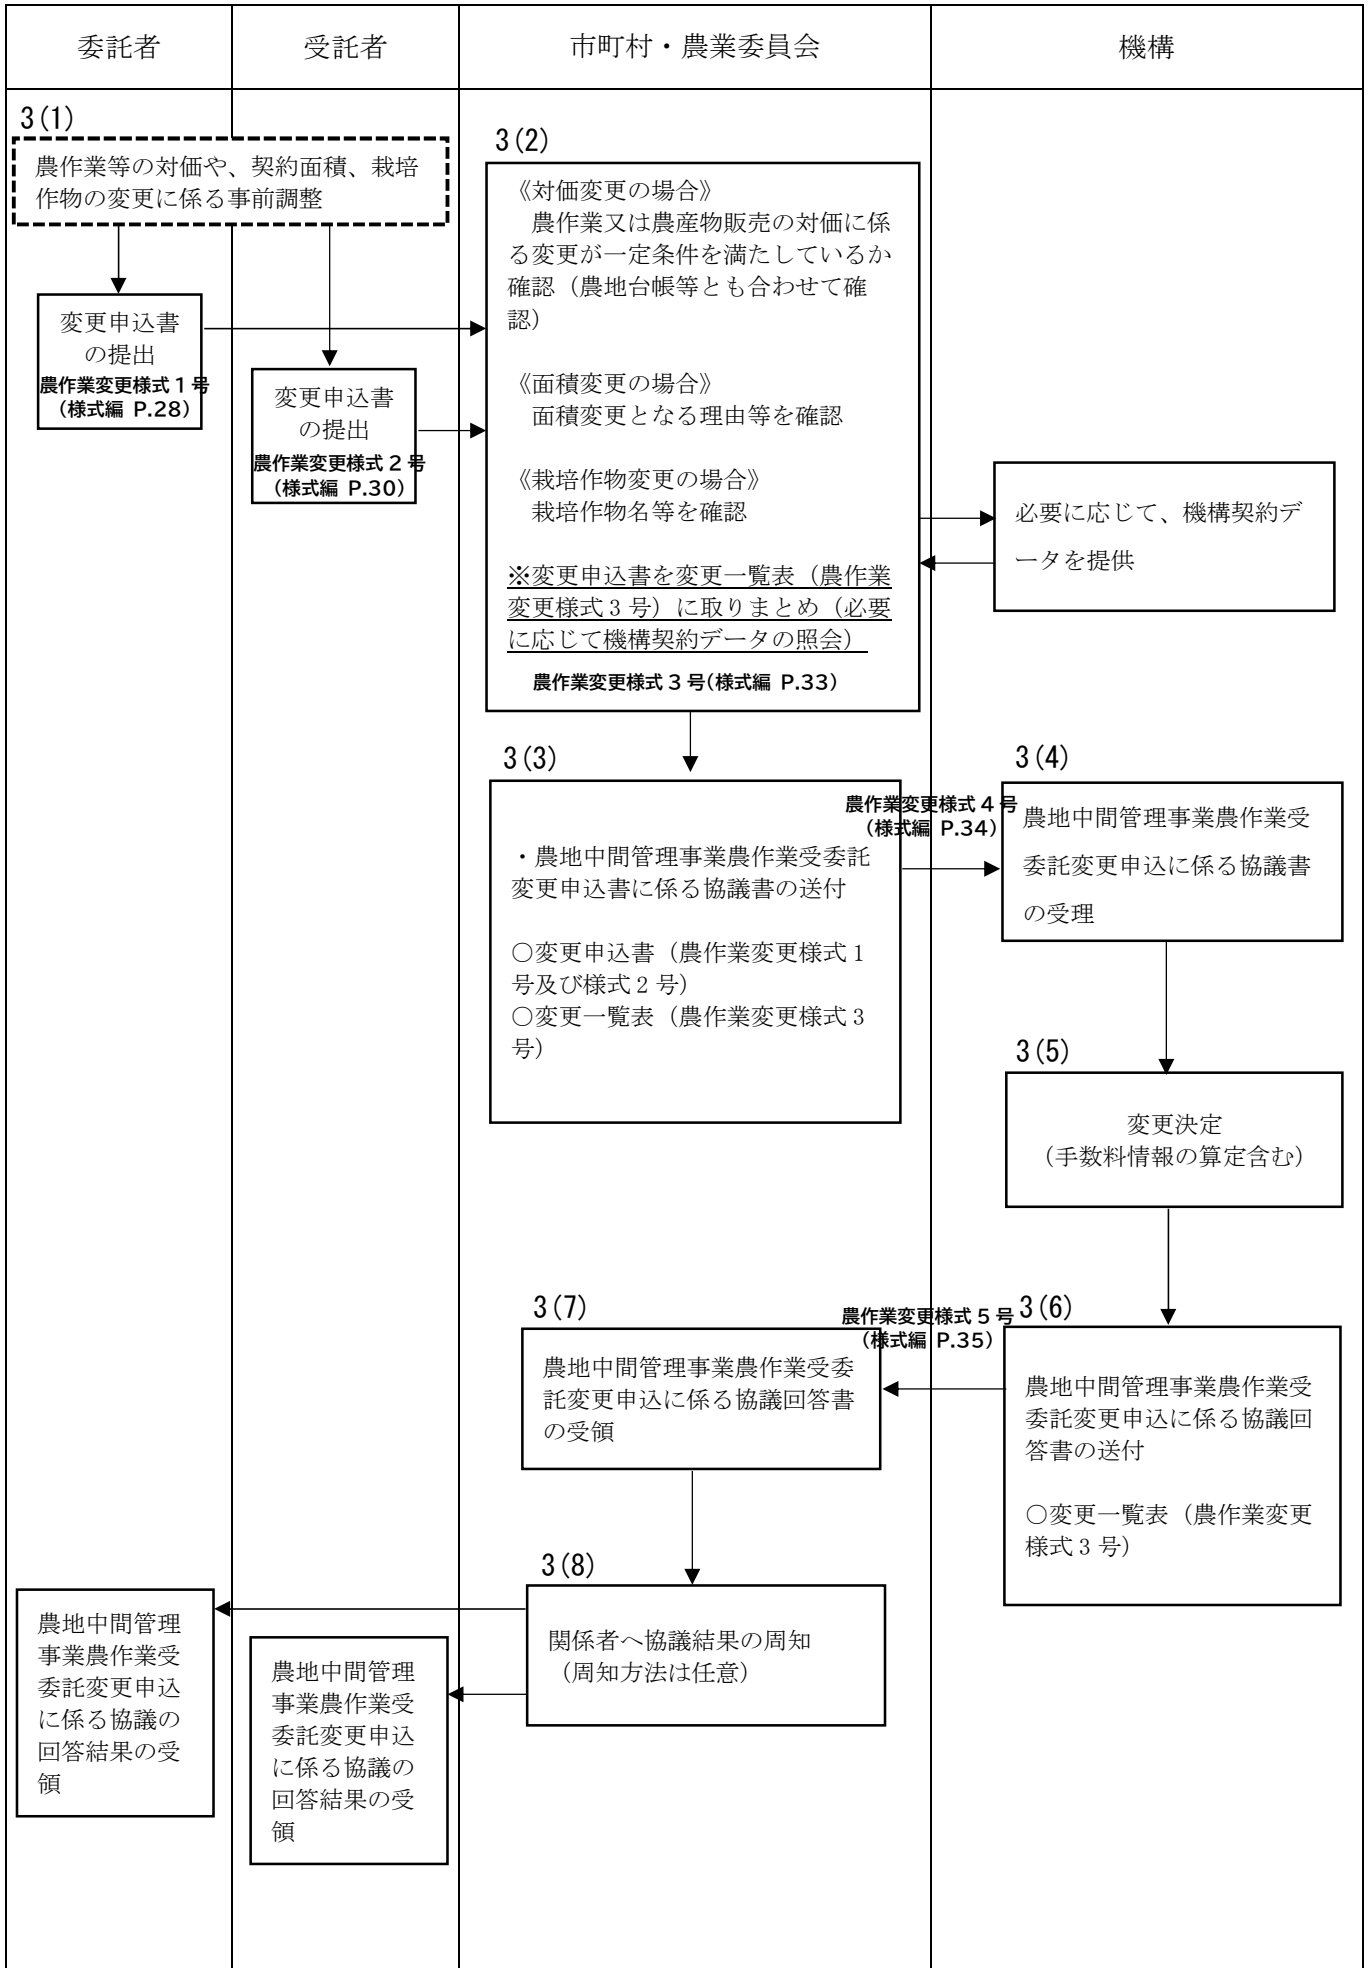 委託者
受託者
市町村・農業委員会
機構
3(1)
農作業等の対価や、契約面積、栽培
作物の変更に係る事前調整
変更申込書
の提出
農作業変更様式1号
(様式編 P.28)
変更申込書
の提出
農作業変更様式2号
(様式編 P.30)
3(2)
《対価変更の場合》
農作業又は農産物販売の対価に係
る変更が一定条件を満たしているか
確認（農地台帳等とも合わせて確
認）
《面積変更の場合》
面積変更となる理由等を確認
《栽培作物変更の場合》
栽培作物名等を確認
※変更申込書を変更一覧表（農作業
変更様式3号）に取りまとめ（必要
に応じて機構契約データの照会）
農作業変更様式3号(様式編 P.33)
必要に応じて、機構契約デ
ータを提供
3(3)
・農地中間管理事業農作業受委託
変更申込書に係る協議書の送付
○変更申込書（農作業変更様式1
号及び様式2号）
○変更一覧表（農作業変更様式3
号）
農作業変更様式4号
(様式編 P.34)
3(4)
農地中間管理事業農作業受
委託変更申込に係る協議書
の受理
3(5)
変更決定
（手数料情報の算定含む）
3(6)
農地中間管理事業農作業受
委託変更申込に係る協議回
答書の送付
○変更一覧表（農作業変更
様式3号）
農作業変更様式5号
(様式編 P.35)
3(7)
農地中間管理事業農作業受委
託変更申込に係る協議回答書
の受領
3(8)
関係者へ協議結果の周知
（周知方法は任意）
農地中間管理
事業農作業受
委託変更申込
に係る協議の
回答結果の受
領
農地中間管理
事業農作業受
委託変更申込
に係る協議の
回答結果の受
領